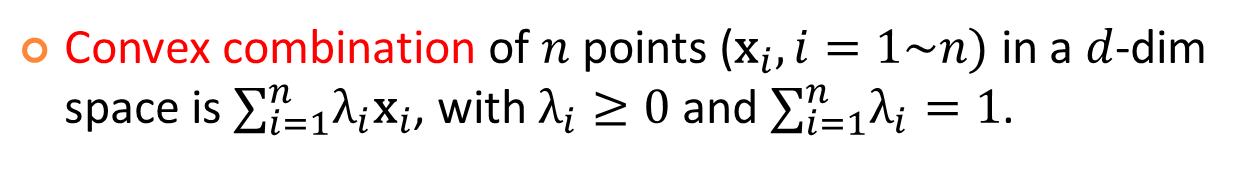 Convex combination of n points (xᵢ, i = 1~n) in a d-dim
space is ∑ⁿᵢ₌₁λᵢxᵢ, with λᵢ ≥ 0 and ∑ⁿᵢ₌₁λᵢ = 1.